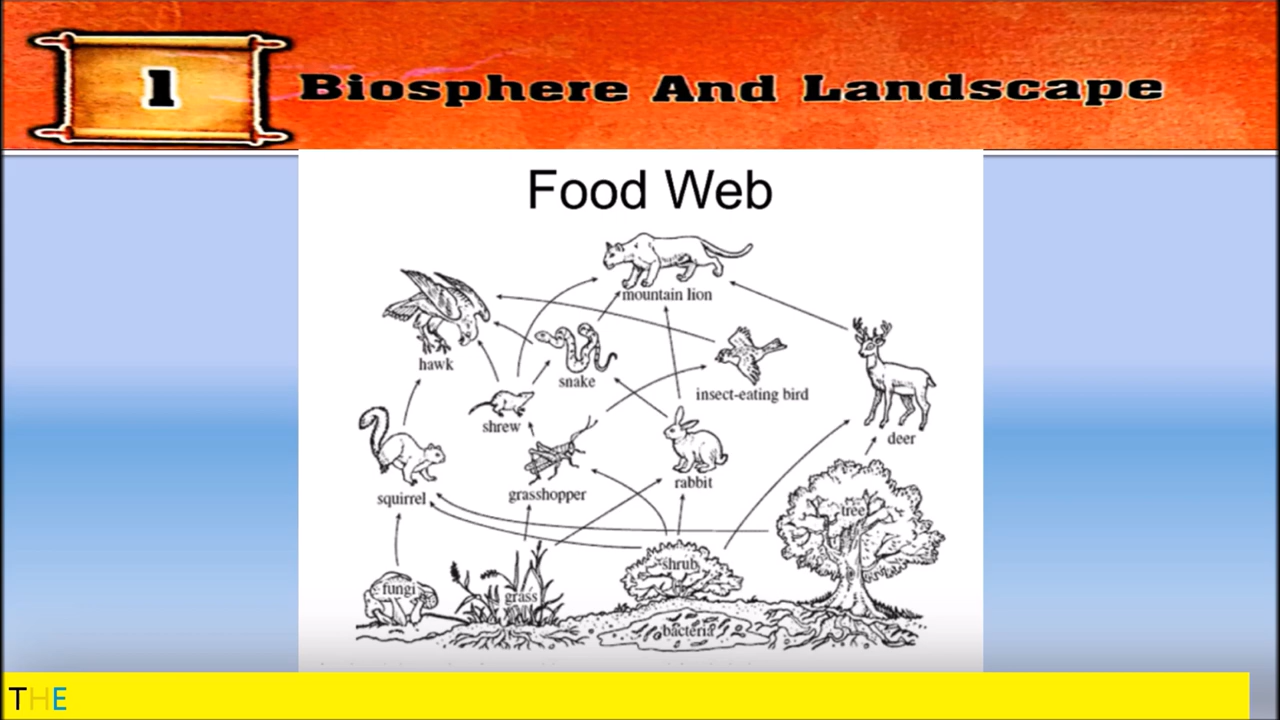 1
Biosphere And Landscape
Food Web
mountain lion
hawk
snake
insect-eating bird
shrew
deer
squirrel
grasshopper
rabbit
tree
shrub
fungi
grass
bacteria
THE